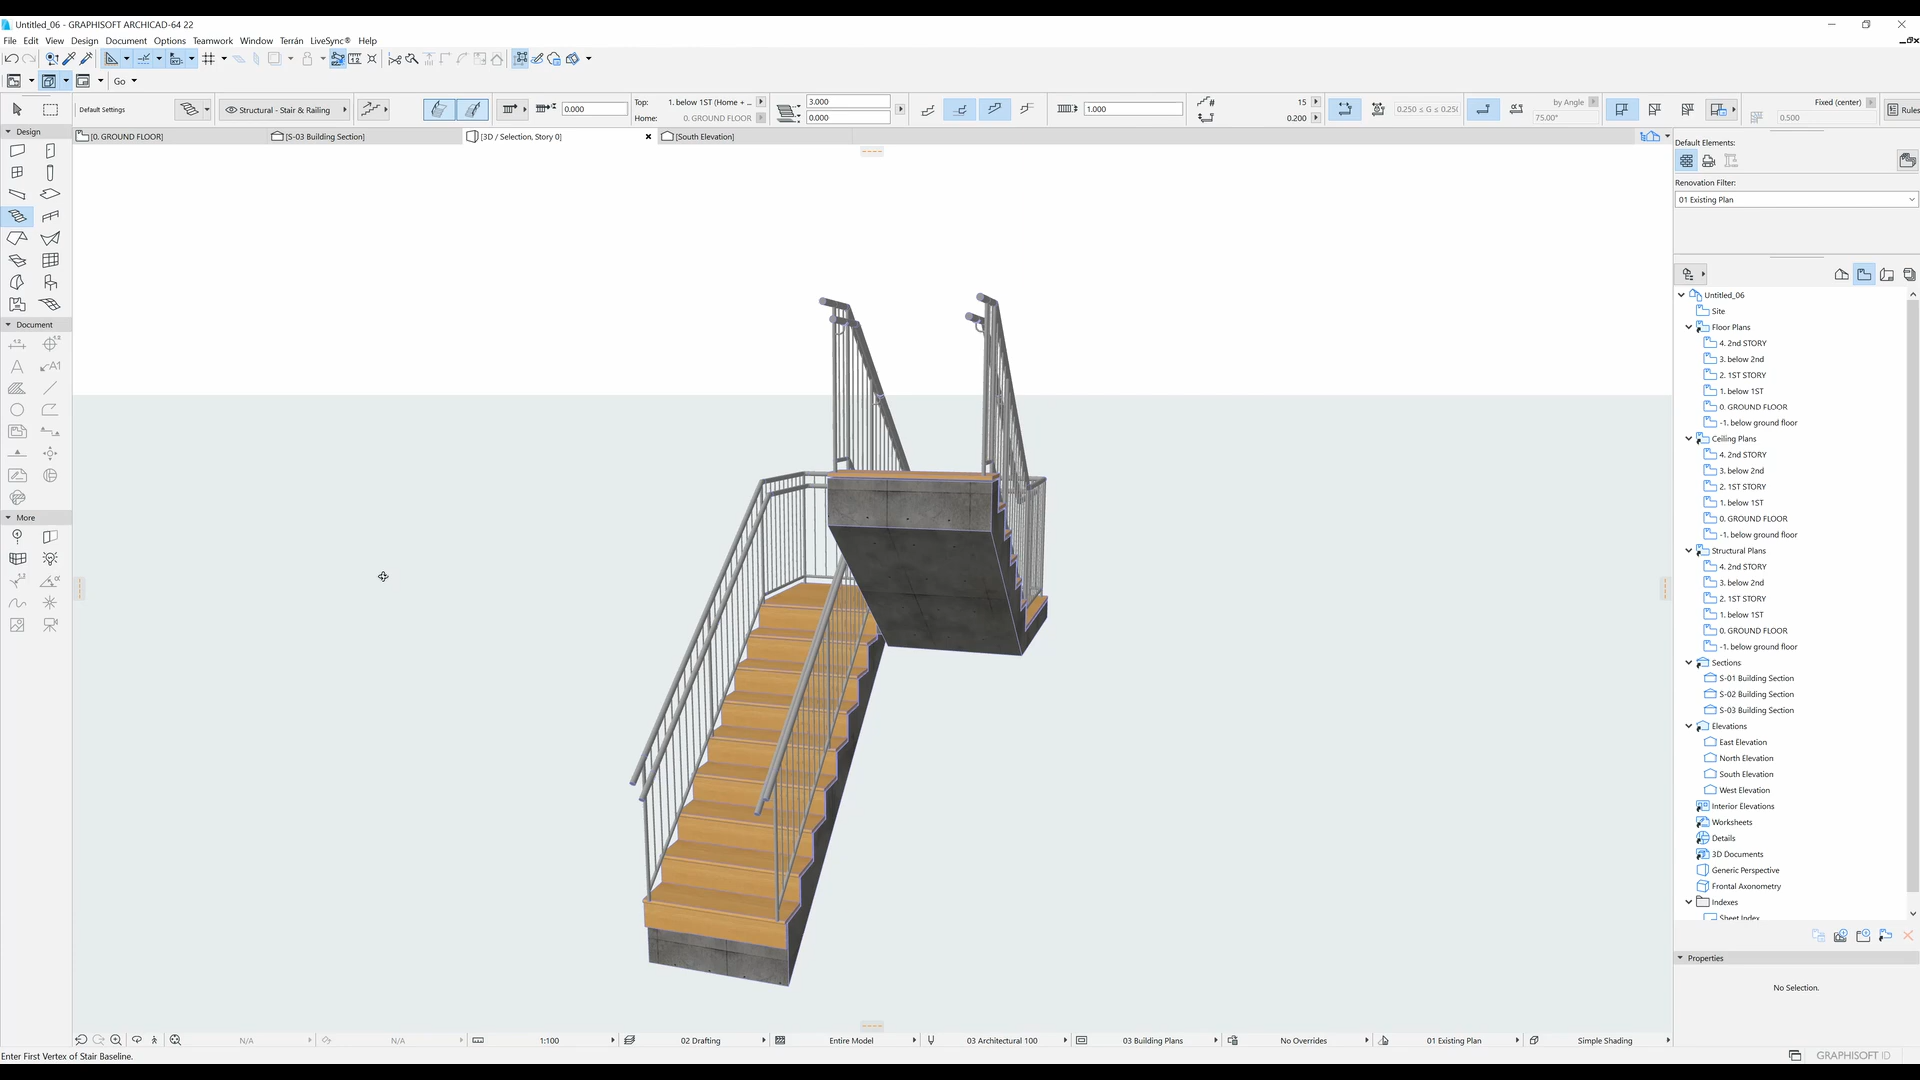 Untitled_06 - GRAPHISOFT ARCHICAD-64 22
File Edit View Design Document Options Teamwork Window Terrán LiveSync® Help
Go
Default Settings
Structural - Stair & Railing
0.000
Top: 1. below 1ST (Home + ...
Home: 0. GROUND FLOOR
3.000
0.000
1.000
15
0.200
0.250 ≤ G ≤ 0.25(
by Angle
75.00°
Fixed (center)
0.500
Rules
[0. GROUND FLOOR]
[S-03 Building Section]
[3D / Selection, Story 0]
[South Elevation]
Design
Document
A
A1
More
Default Elements:
Renovation Filter:
01 Existing Plan
Untitled_06
Site
Floor Plans
4. 2nd STORY
3. below 2nd
2. 1ST STORY
1. below 1ST
0. GROUND FLOOR
-1. below ground floor
Ceiling Plans
4. 2nd STORY
3. below 2nd
2. 1ST STORY
1. below 1ST
0. GROUND FLOOR
-1. below ground floor
Structural Plans
4. 2nd STORY
3. below 2nd
2. 1ST STORY
1. below 1ST
0. GROUND FLOOR
-1. below ground floor
Sections
S-01 Building Section
S-02 Building Section
S-03 Building Section
Elevations
East Elevation
North Elevation
South Elevation
West Elevation
Interior Elevations
Worksheets
Details
3D Documents
Generic Perspective
Frontal Axonometry
Indexes
Sheet Index
Properties
No Selection.
N/A
N/A
1:100
02 Drafting
Entire Model
03 Architectural 100
03 Building Plans
No Overrides
01 Existing Plan
Simple Shading
Enter First Vertex of Stair Baseline.
GRAPHISOFT ID